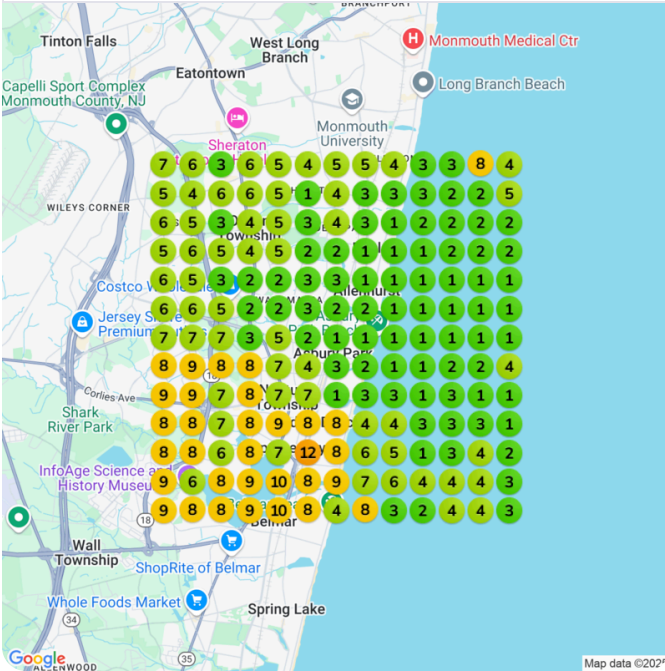 BRANCHPORT
Tinton Falls
West Long
Branch
Monmouth Medical Ctr
Eatontown
Capelli Sport Complex
Monmouth County, NJ
Long Branch Beach
Sheraton
Monmouth
University
7 6 3 6 5 4 5 5 4 3 3 8 4
5 4 6 6 5 1 4 3 3 3 2 2 5
WILEYS CORNER
6 5 3 4 5 3 4 3 1 2 2 2 2
Township
5 6 5 4 5 2 2 1 1 1 2 2 2
6 5 3 2 2 3 3 1 1 1 1 1 1
Costco
Allenhurst
6 6 5 2 2 3 2 2 1 1 1 1 1
Jersey Shore
Premium
7 7 7 3 5 2 1 1 1 1 1 1 1
Asbury Park
8 9 8 8 7 4 3 2 1 1 2 2 4
18
Corlies Ave
9 9 7 8 7 7 1 3 3 1 3 1 1
Township
Shark
River Park
8 8 7 8 9 8 8 4 4 3 3 3 1
8 8 6 8 7 12 8 6 5 1 3 4 2
InfoAge Science and
History Museum
9 6 8 9 10 8 9 7 6 4 4 4 3
9 8 8 9 10 8 4 8 3 2 4 4 3
18
Belmar
Wall
Township
ShopRite of Belmar
Whole Foods Market
Spring Lake
34
35
Google
ALLENWOOD
Map data ©202